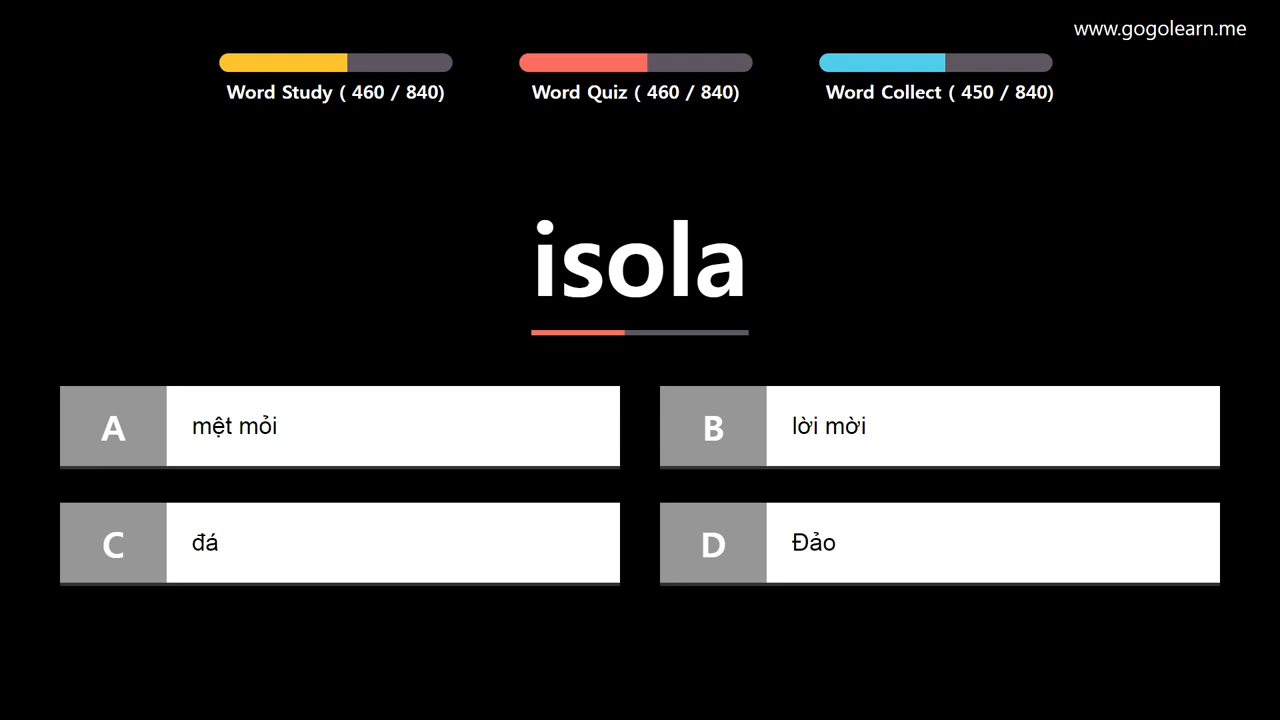 www.gogolearn.me
Word Study ( 460 / 840)
Word Quiz ( 460 / 840)
Word Collect ( 450 / 840)
isola
A
mệt mỏi
B
lời mời
C
đá
D
Đảo